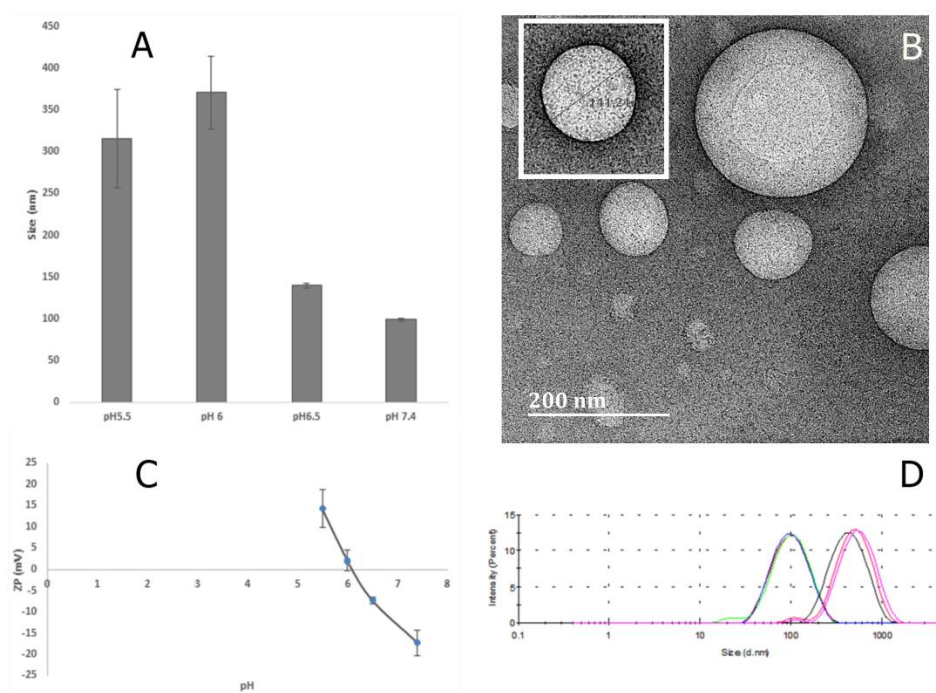 A
450
400
350
300
250
200
150
100
50
0
Size (nm)
pH5.5 pH 6 pH6.5 pH 7.4
B
141.24
200 nm
C
25
20
15
10
5
0
-5
-10
-15
-20
-25
ZP (mV)
0 1 2 3 4 5 6 7 8
pH
D
15
10
5
0
Intensity (Percent)
0.1 1 10 100 1000
Size (d.nm)